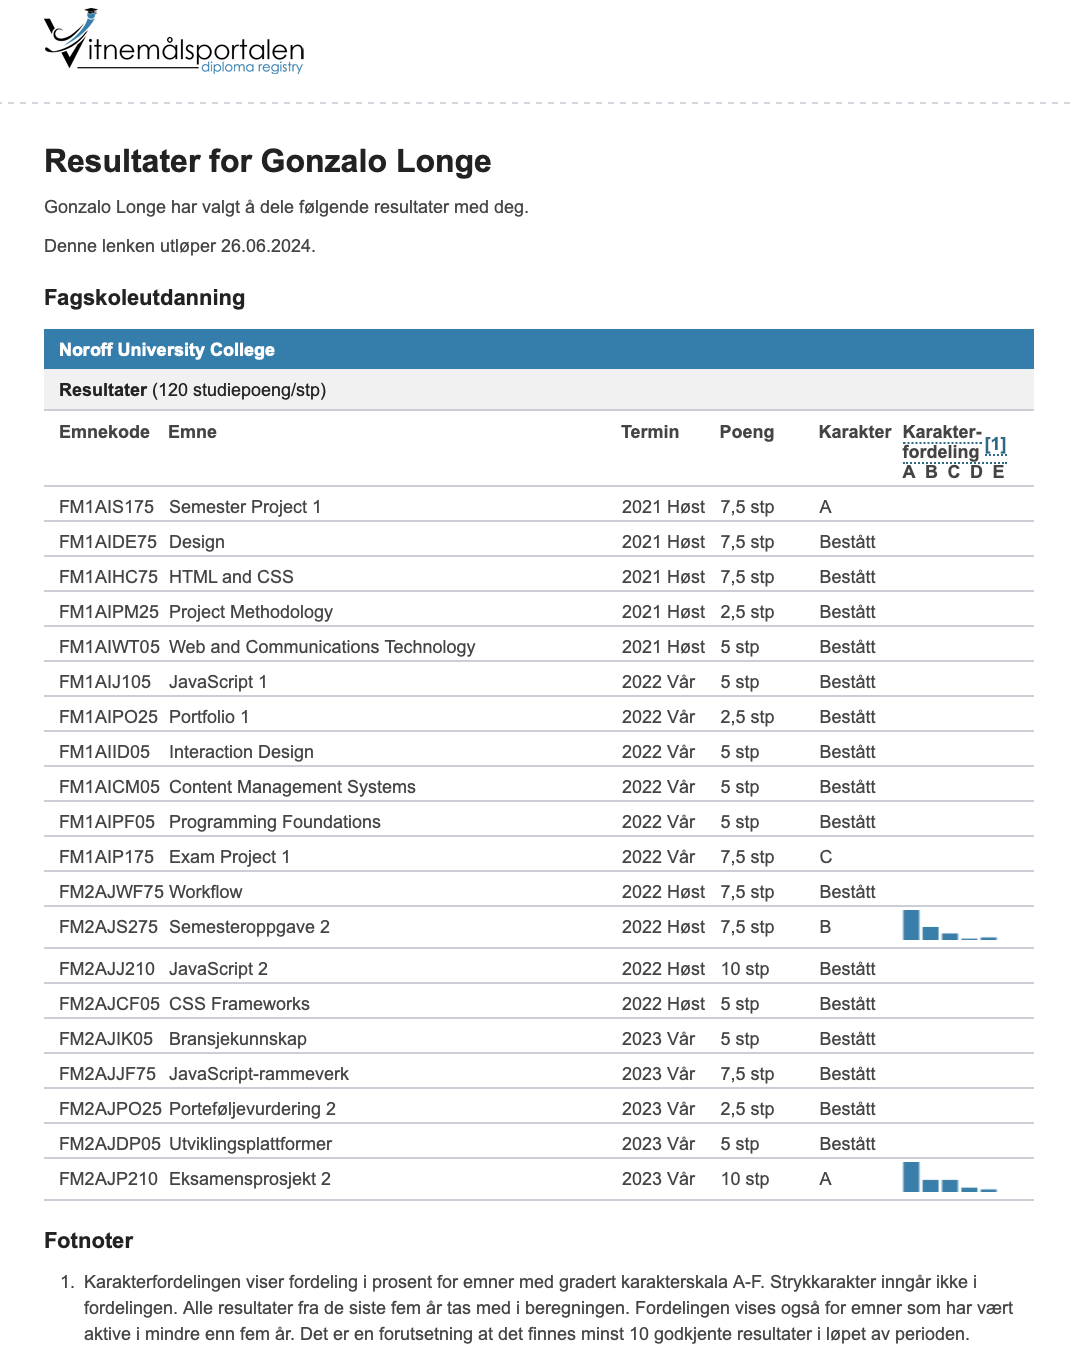 Vitnemålsportalen
diploma registry
Resultater for Gonzalo Longe
Gonzalo Longe har valgt å dele følgende resultater med deg.
Denne lenken utløper 26.06.2024.
Fagskoleutdanning
Noroff University College
Resultater (120 studiepoeng/stp)
Emnekode Emne Termin Poeng Karakter Karakter-
fordeling [1]
A B C D E
FM1AIS175 Semester Project 1 2021 Høst 7,5 stp A
FM1AIDE75 Design 2021 Høst 7,5 stp Bestått
FM1AIHC75 HTML and CSS 2021 Høst 7,5 stp Bestått
FM1AIPM25 Project Methodology 2021 Høst 2,5 stp Bestått
FM1AIWT05 Web and Communications Technology 2021 Høst 5 stp Bestått
FM1AIJ105 JavaScript 1 2022 Vår 5 stp Bestått
FM1AIPO25 Portfolio 1 2022 Vår 2,5 stp Bestått
FM1AIID05 Interaction Design 2022 Vår 5 stp Bestått
FM1AICM05 Content Management Systems 2022 Vår 5 stp Bestått
FM1AIPF05 Programming Foundations 2022 Vår 5 stp Bestått
FM1AIP175 Exam Project 1 2022 Vår 7,5 stp C
FM2AJWF75 Workflow 2022 Høst 7,5 stp Bestått
FM2AJS275 Semesteroppgave 2 2022 Høst 7,5 stp B
FM2AJJ210 JavaScript 2 2022 Høst 10 stp Bestått
FM2AJCF05 CSS Frameworks 2022 Høst 5 stp Bestått
FM2AJIK05 Bransjekunnskap 2023 Vår 5 stp Bestått
FM2AJJF75 JavaScript-rammeverk 2023 Vår 7,5 stp Bestått
FM2AJPO25 Porteføljevurdering 2 2023 Vår 2,5 stp Bestått
FM2AJDP05 Utviklingsplattformer 2023 Vår 5 stp Bestått
FM2AJP210 Eksamensprosjekt 2 2023 Vår 10 stp A
Fotnoter
1. Karakterfordelingen viser fordeling i prosent for emner med gradert karakterskala A-F. Strykkarakter inngår ikke i
fordelingen. Alle resultater fra de siste fem år tas med i beregningen. Fordelingen vises også for emner som har vært
aktive i mindre enn fem år. Det er en forutsetning at det finnes minst 10 godkjente resultater i løpet av perioden.